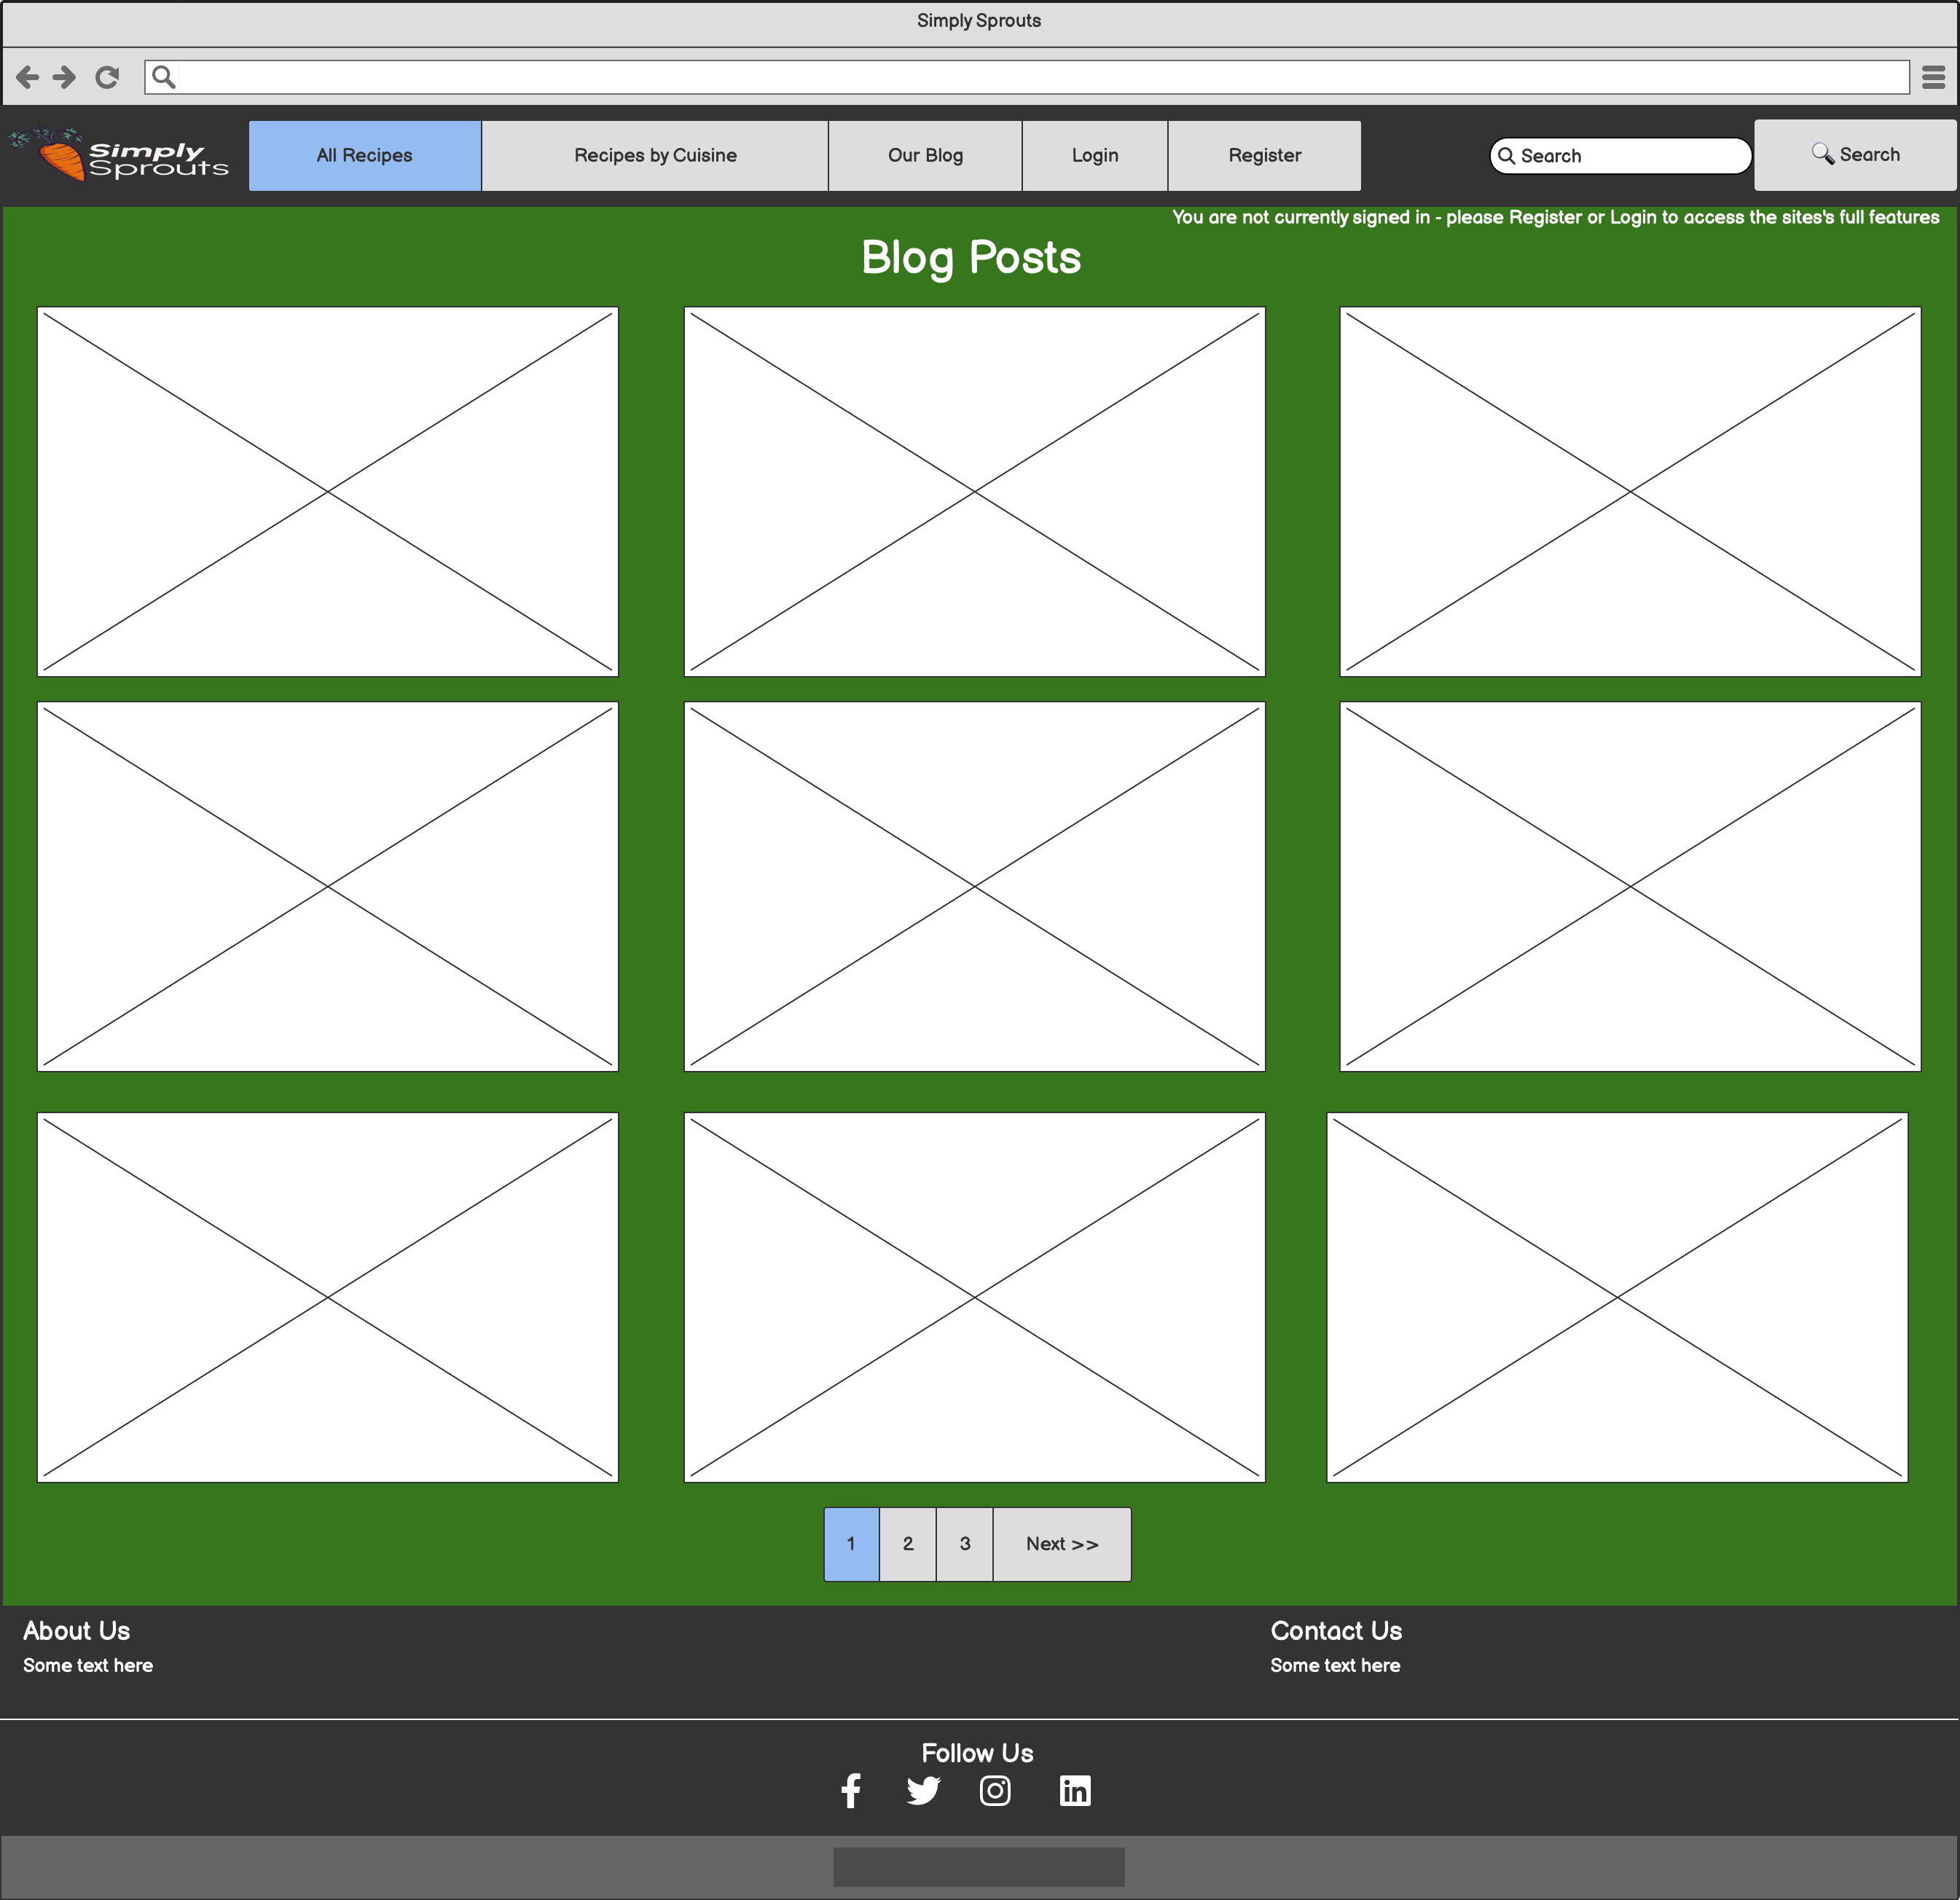 Simply Sprouts
Simply
Sprouts
All Recipes
Recipes by Cuisine
Our Blog
Login
Register
Search
Search
You are not currently signed in - please Register or Login to access the sites's full features
Blog Posts
1
2
3
Next >>
About Us
Contact Us
Some text here
Some text here
Follow Us